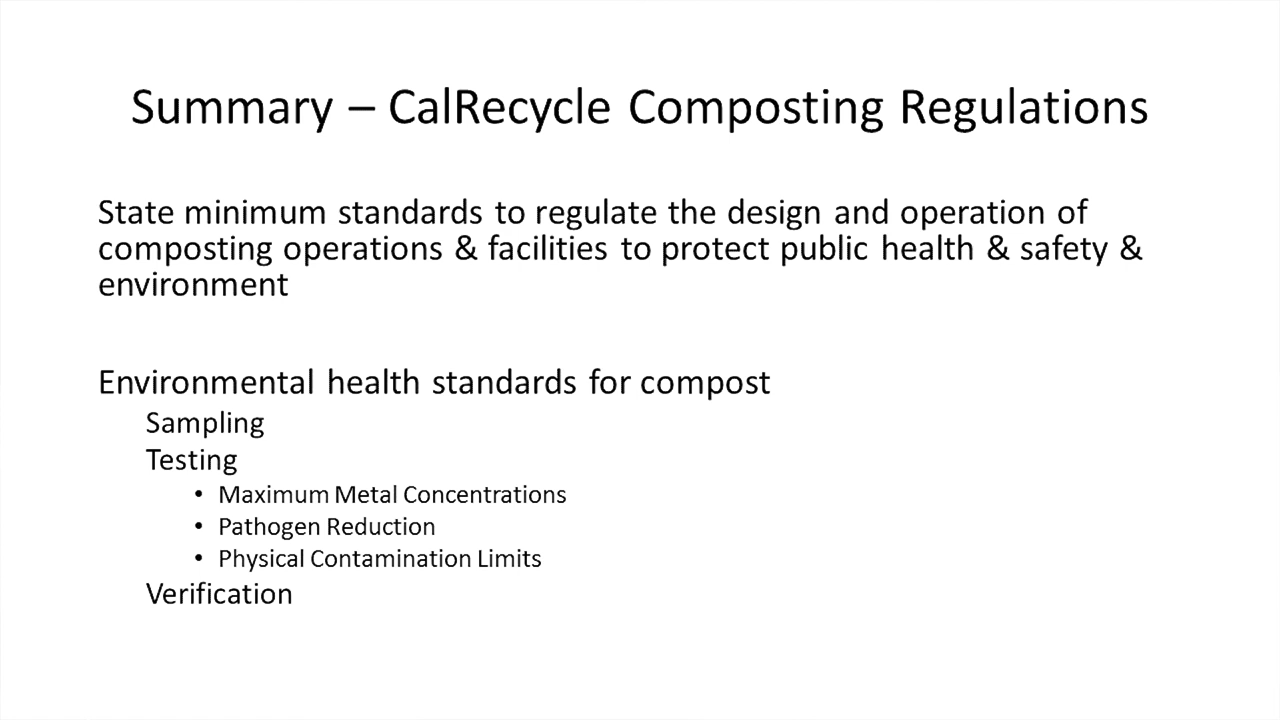 Summary – CalRecycle Composting Regulations
State minimum standards to regulate the design and operation of
composting operations & facilities to protect public health & safety &
environment
Environmental health standards for compost
Sampling
Testing
• Maximum Metal Concentrations
• Pathogen Reduction
• Physical Contamination Limits
Verification